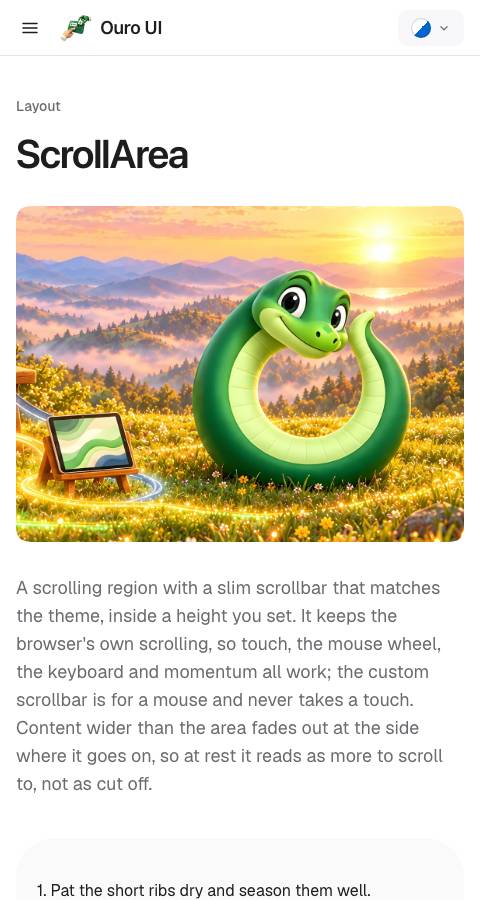 Ouro UI
Layout
ScrollArea
A scrolling region with a slim scrollbar that matches
the theme, inside a height you set. It keeps the
browser's own scrolling, so touch, the mouse wheel,
the keyboard and momentum all work; the custom
scrollbar is for a mouse and never takes a touch.
Content wider than the area fades out at the side
where it goes on, so at rest it reads as more to scroll
to, not as cut off.
1. Pat the short ribs dry and season them well.